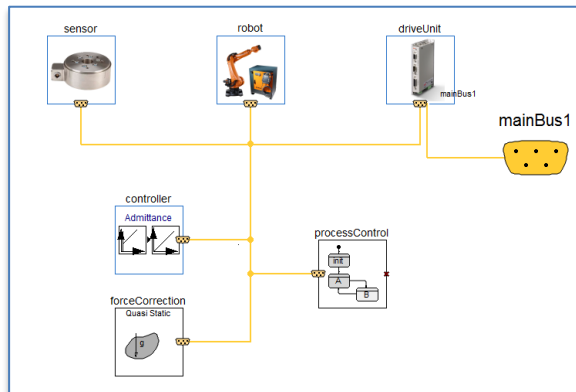 sensor
robot
driveUnit
mainBus1
mainBus1
controller
Admittance
processControl
init
A
B
forceCorrection
Quasi Static
g